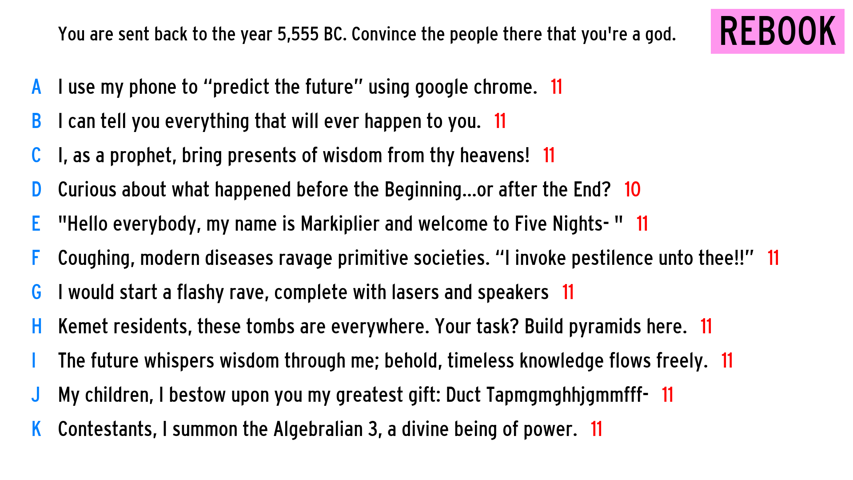 You are sent back to the year 5,555 BC. Convince the people there that you're a god.
REBOOK
A I use my phone to “predict the future” using google chrome. 11
B I can tell you everything that will ever happen to you. 11
C I, as a prophet, bring presents of wisdom from thy heavens! 11
D Curious about what happened before the Beginning...or after the End? 10
E "Hello everybody, my name is Markiplier and welcome to Five Nights- " 11
F Coughing, modern diseases ravage primitive societies. “I invoke pestilence unto thee!!” 11
G I would start a flashy rave, complete with lasers and speakers 11
H Kemet residents, these tombs are everywhere. Your task? Build pyramids here. 11
I The future whispers wisdom through me; behold, timeless knowledge flows freely. 11
J My children, I bestow upon you my greatest gift: Duct Tapmgmghhjgmmfff- 11
K Contestants, I summon the Algebralian 3, a divine being of power. 11